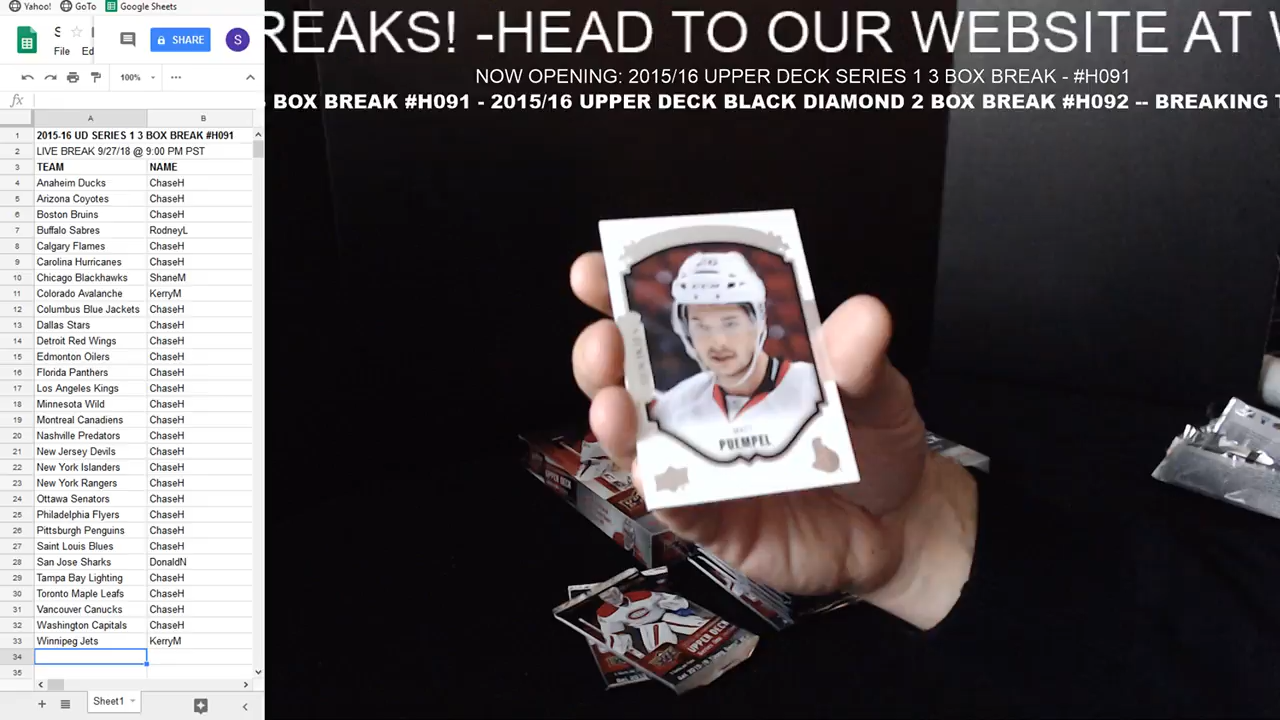 Yahoo!
GoTo
Google Sheets
S
File
Ed
SHARE
S
100%
fx
A
B
1 2015-16 UD SERIES 1 3 BOX BREAK #H091
2 LIVE BREAK 9/27/18 @ 9:00 PM PST
3 TEAM NAME
4 Anaheim Ducks ChaseH
5 Arizona Coyotes ChaseH
6 Boston Bruins ChaseH
7 Buffalo Sabres RodneyL
8 Calgary Flames ChaseH
9 Carolina Hurricanes ChaseH
10 Chicago Blackhawks ShaneM
11 Colorado Avalanche KerryM
12 Columbus Blue Jackets ChaseH
13 Dallas Stars ChaseH
14 Detroit Red Wings ChaseH
15 Edmonton Oilers ChaseH
16 Florida Panthers ChaseH
17 Los Angeles Kings ChaseH
18 Minnesota Wild ChaseH
19 Montreal Canadiens ChaseH
20 Nashville Predators ChaseH
21 New Jersey Devils ChaseH
22 New York Islanders ChaseH
23 New York Rangers ChaseH
24 Ottawa Senators ChaseH
25 Philadelphia Flyers ChaseH
26 Pittsburgh Penguins ChaseH
27 Saint Louis Blues ChaseH
28 San Jose Sharks DonaldN
29 Tampa Bay Lighting ChaseH
30 Toronto Maple Leafs ChaseH
31 Vancouver Canucks ChaseH
32 Washington Capitals ChaseH
33 Winnipeg Jets KerryM
34
35
Sheet1
REAKS! -HEAD TO OUR WEBSITE AT W
NOW OPENING: 2015/16 UPPER DECK SERIES 1 3 BOX BREAK - #H091
BOX BREAK #H091 - 2015/16 UPPER DECK BLACK DIAMOND 2 BOX BREAK #H092 -- BREAKING T
26
CCM
MATT
PUEMPEL
UPPER DECK